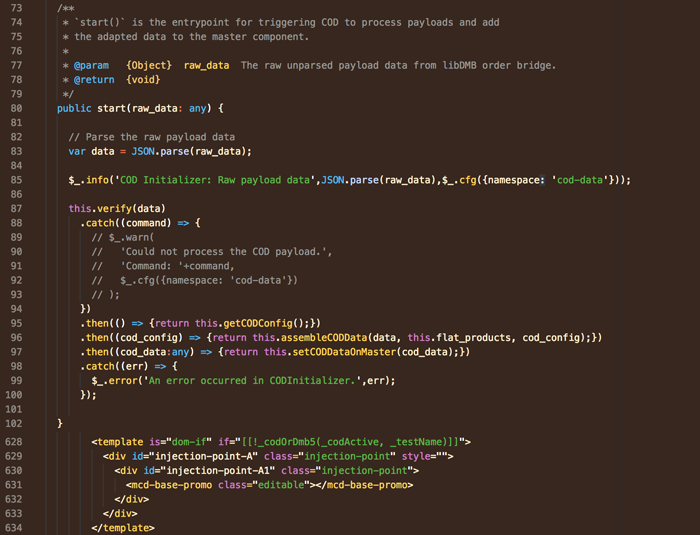 73 /**
74 * `start()` is the entrypoint for triggering COD to process payloads and add
75 * the adapted data to the master component.
76 *
77 * @param {Object} raw_data The raw unparsed payload data from libDMB order bridge.
78 * @return {void}
79 */
80 public start(raw_data: any) {
81
82 // Parse the raw payload data
83 var data = JSON.parse(raw_data);
84
85 $_.info('COD Initializer: Raw payload data',JSON.parse(raw_data),$_.cfg({namespace: 'cod-data'}));
86
87 this.verify(data)
88 .catch((command) => {
89 // $_.warn(
90 // 'Could not process the COD payload.',
91 // 'Command: '+command,
92 // $_.cfg({namespace: 'cod-data'})
93 // );
94 })
95 .then(() => {return this.getCODConfig();})
96 .then((cod_config) => {return this.assembleCODData(data, this.flat_products, cod_config);})
97 .then((cod_data:any) => {return this.setCODDataOnMaster(cod_data);})
98 .catch((err) => {
99 $_.error('An error occurred in CODInitializer.',err);
100 });
101
102 }
628 <template is="dom-if" if="[[!_codOrDmb5(_codActive, _testName)]]">
629 <div id="injection-point-A" class="injection-point" style="">
630 <div id="injection-point-A1" class="injection-point">
631 <mcd-base-promo class="editable"></mcd-base-promo>
632 </div>
633 </div>
634 </template>